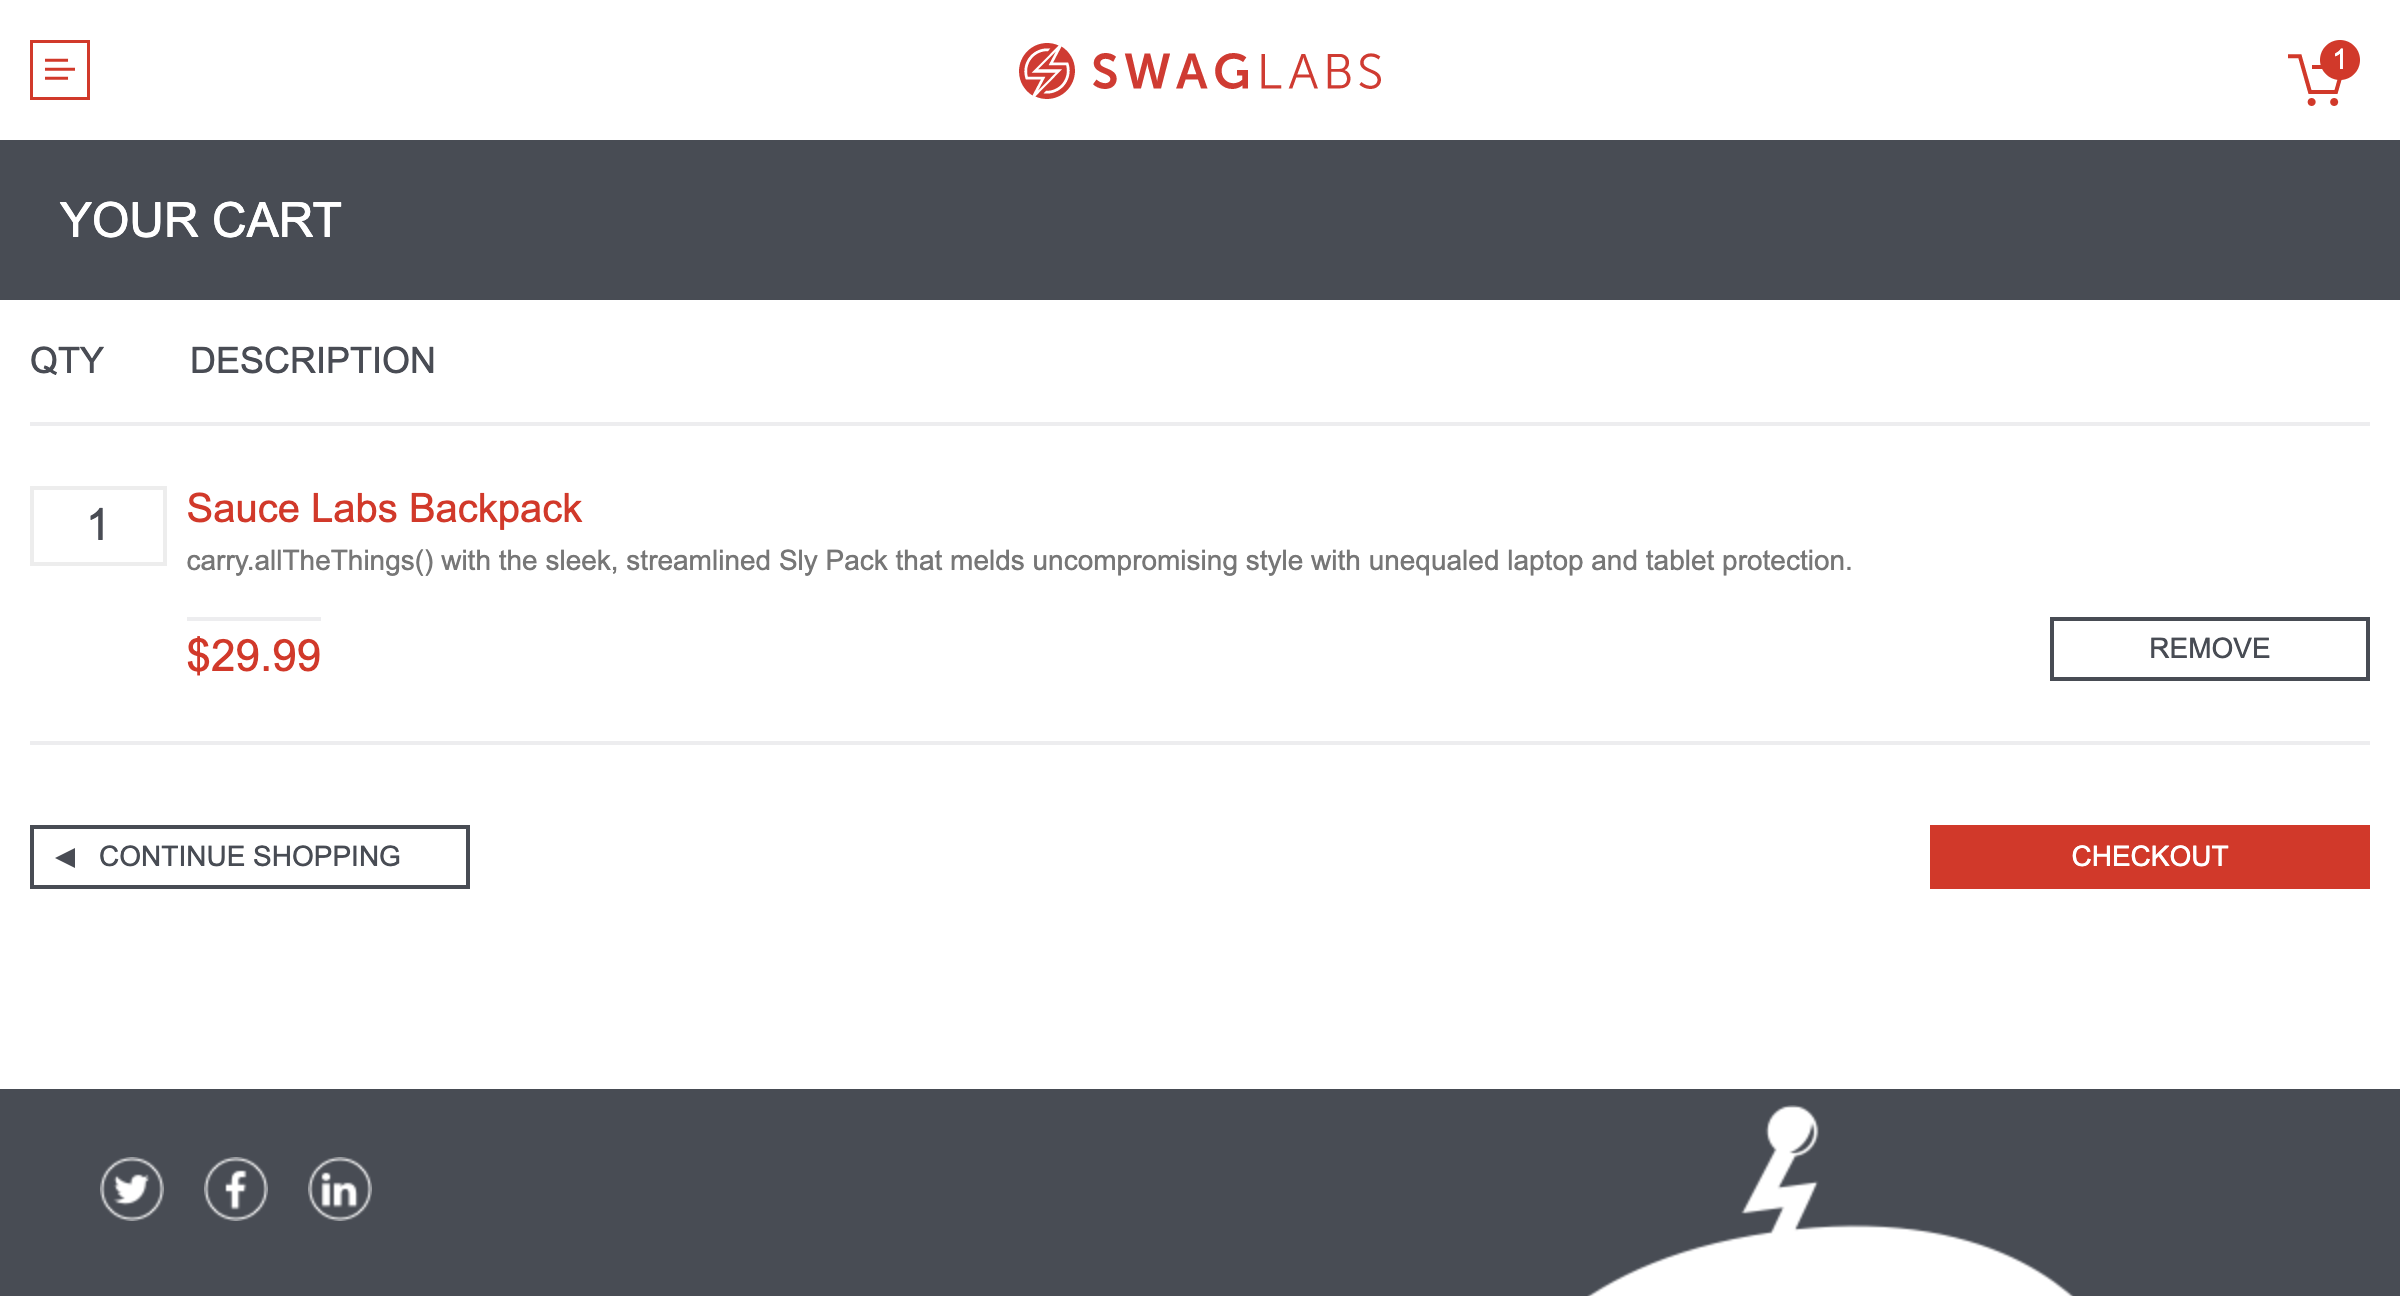 SWAGLABS
1
YOUR CART
QTY DESCRIPTION
1
Sauce Labs Backpack
carry.allTheThings() with the sleek, streamlined Sly Pack that melds uncompromising style with unequaled laptop and tablet protection.
$29.99
REMOVE
CONTINUE SHOPPING
CHECKOUT
f
in